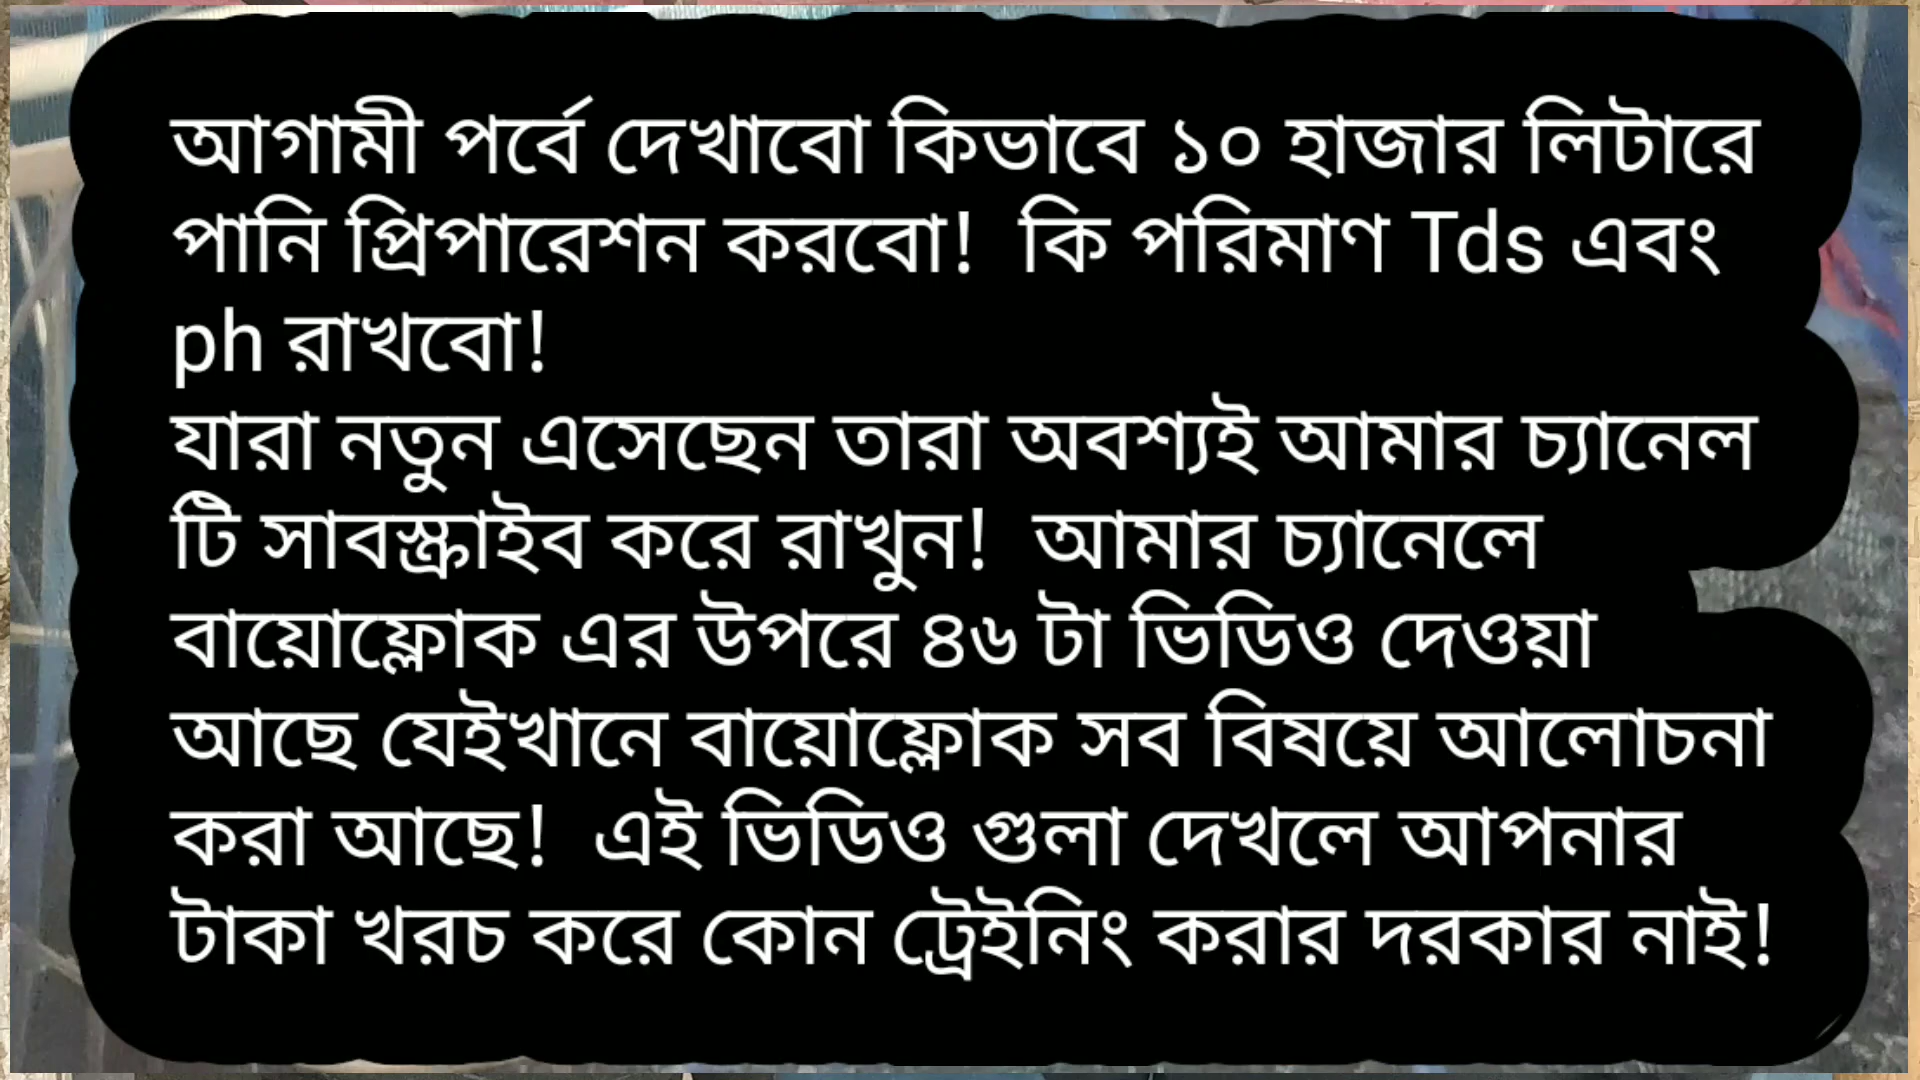 আগামী পর্বে দেখাবো কিভাবে ১০ হাজার লিটারে
পানি প্রিপারেশন করবো!  কি পরিমাণ Tds এবং
ph রাখবো!
যারা নতুন এসেছেন তারা অবশ্যই আমার চ্যানেল
টি সাবস্ক্রাইব করে রাখুন!  আমার চ্যানেলে
বায়োফ্লোক এর উপরে ৪৬ টা ভিডিও দেওয়া
আছে যেইখানে বায়োফ্লোক সব বিষয়ে আলোচনা
করা আছে!  এই ভিডিও গুলা দেখলে আপনার
টাকা খরচ করে কোন ট্রেইনিং করার দরকার নাই!